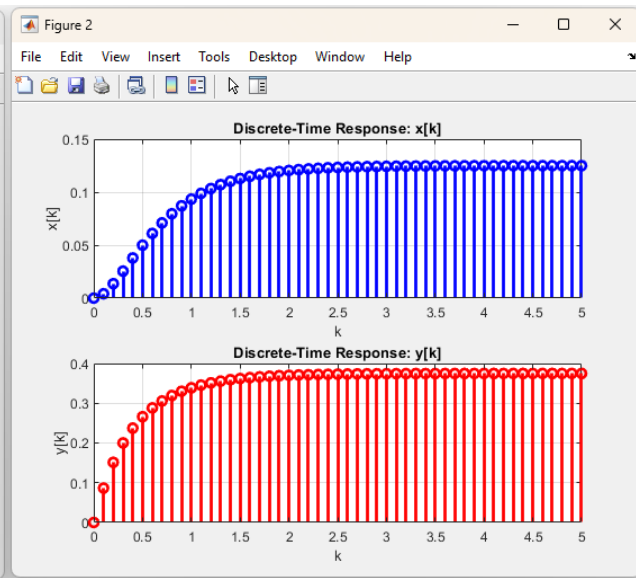 Figure 2
File Edit View Insert Tools Desktop Window Help
Discrete-Time Response: x[k]
0.15
0.1
0.05
0
x[k]
0 0.5 1 1.5 2 2.5 3 3.5 4 4.5 5
k
Discrete-Time Response: y[k]
0.4
0.3
0.2
0.1
0
y[k]
0 0.5 1 1.5 2 2.5 3 3.5 4 4.5 5
k